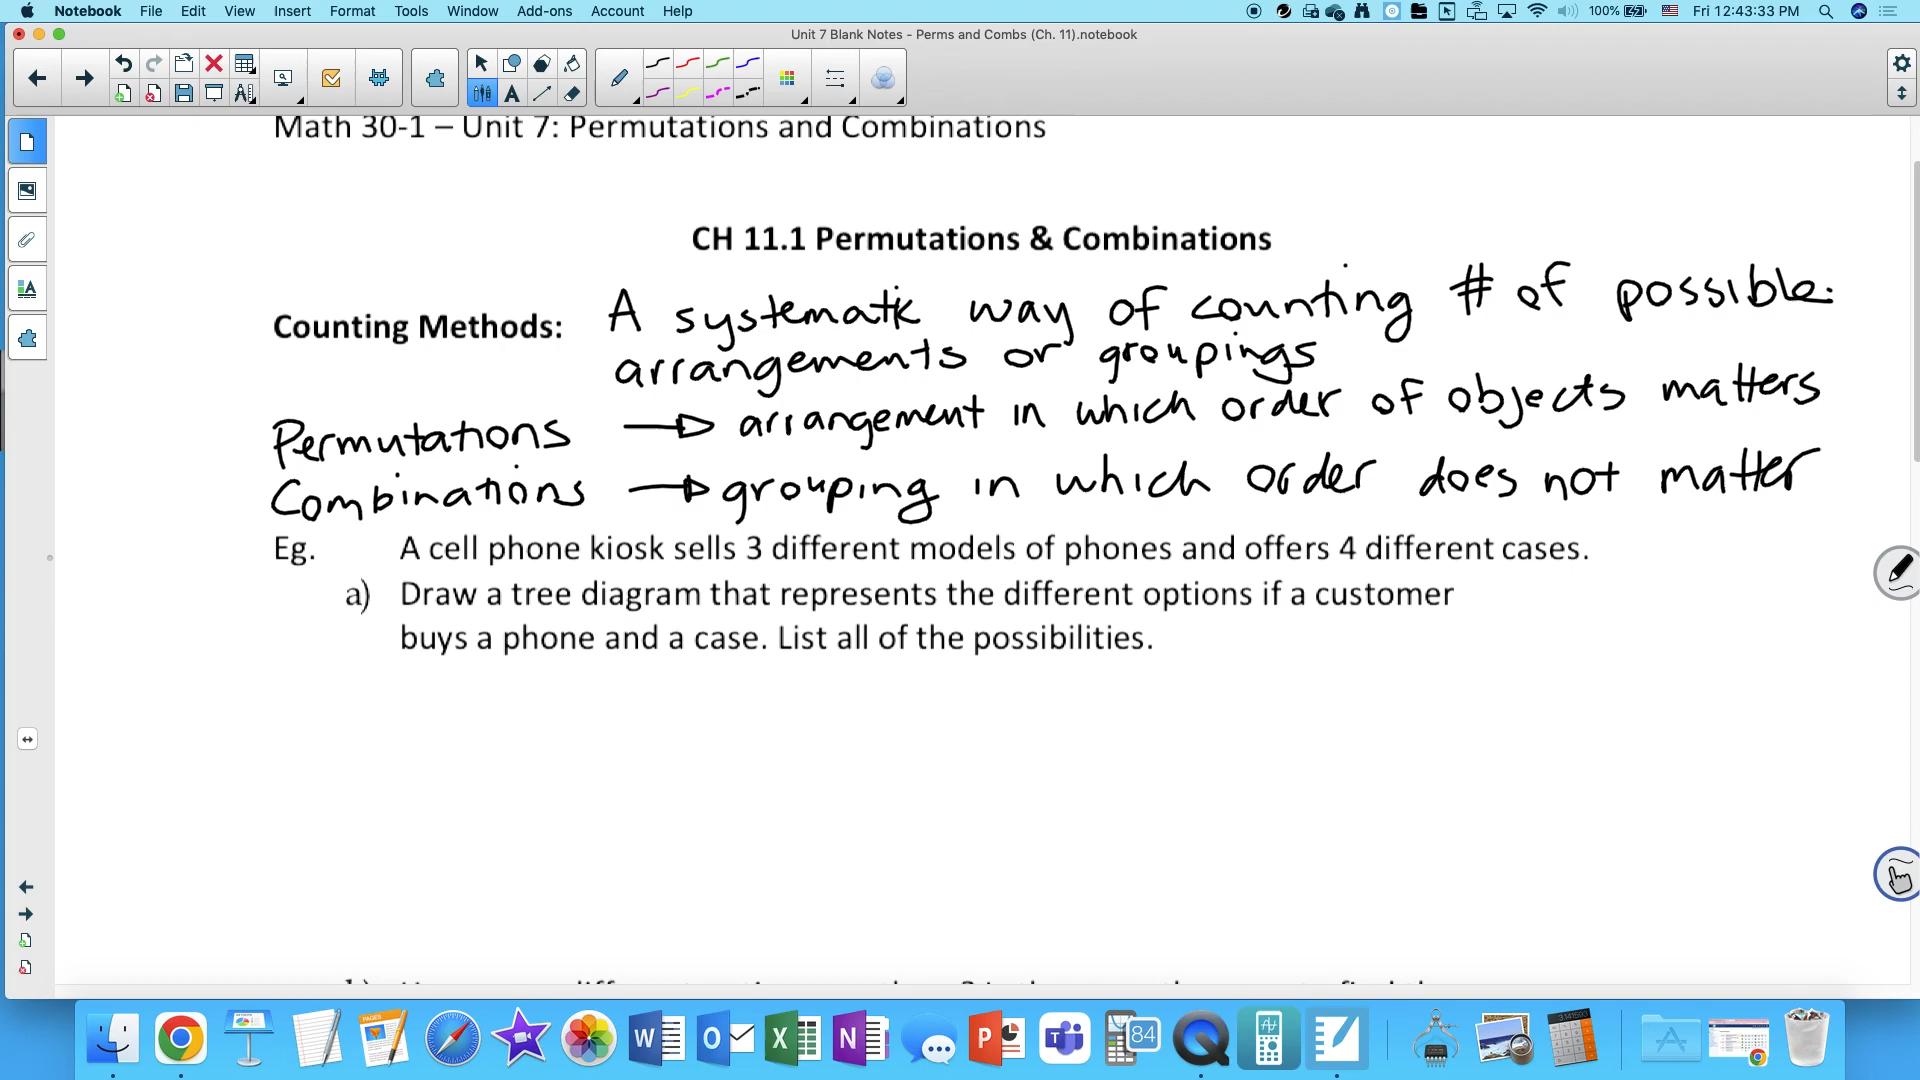 Notebook File Edit View Insert Format Tools Window Add-ons Account Help 100% Fri 12:43:33 PM
Unit 7 Blank Notes - Perms and Combs (Ch. 11).notebook
Math 30-1 – Unit 7: Permutations and Combinations
CH 11.1 Permutations & Combinations
Counting Methods: A systematic way of counting # of possible
arrangements or groupings
Permutations → arrangement in which order of objects matters
Combinations → grouping in which order does not matter
Eg. A cell phone kiosk sells 3 different models of phones and offers 4 different cases.
a) Draw a tree diagram that represents the different options if a customer
buys a phone and a case. List all of the possibilities.
PAGES
84
3.141593